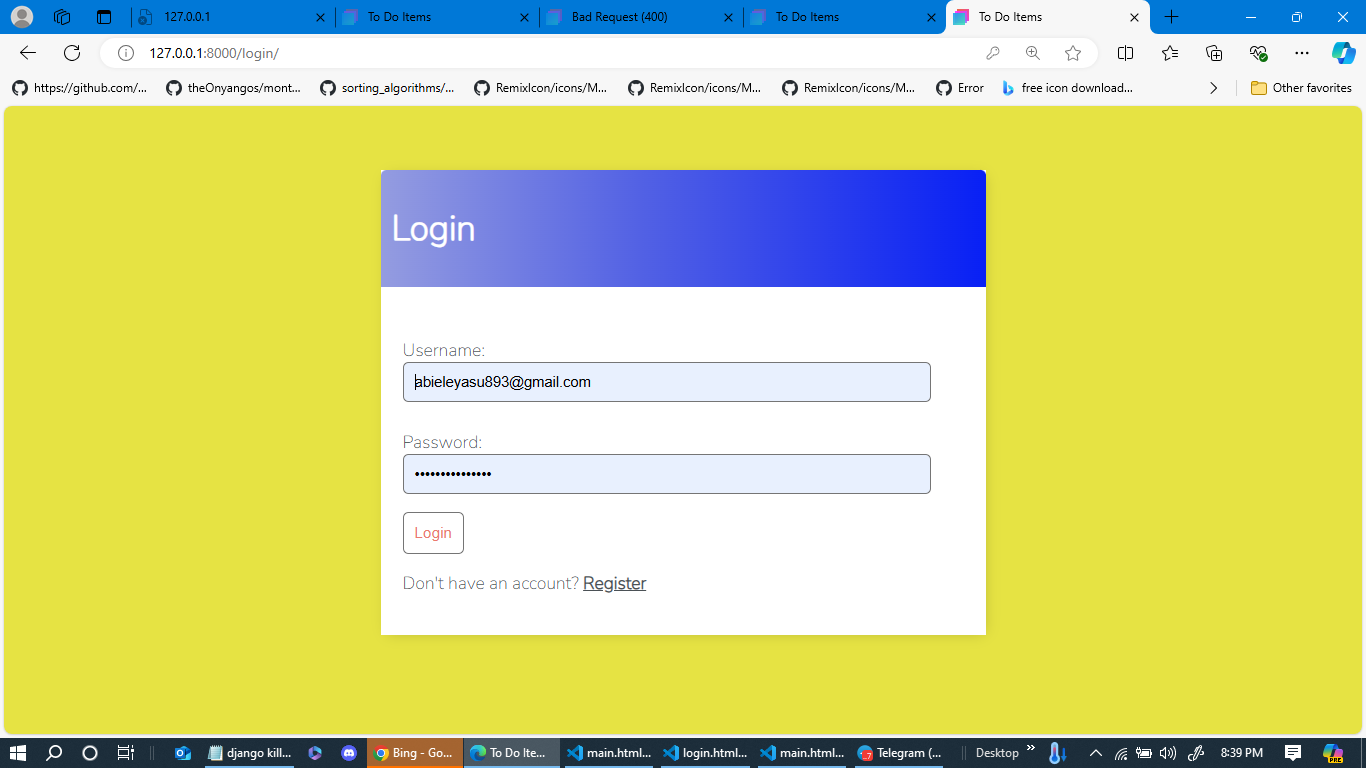 127.0.0.1
To Do Items
Bad Request (400)
To Do Items
To Do Items
127.0.0.1:8000/login/
https://github.com/...
theOnyangos/mont...
sorting_algorithms/...
RemixIcon/icons/M...
RemixIcon/icons/M...
RemixIcon/icons/M...
Error
free icon download...
Other favorites
Login
Username:
abieleyasu893@gmail.com
Password:
Login
Don't have an account? Register
django kill...
Bing - Go...
To Do Ite...
main.html...
login.html...
main.html...
Telegram (...
Desktop
8:39 PM
PRE